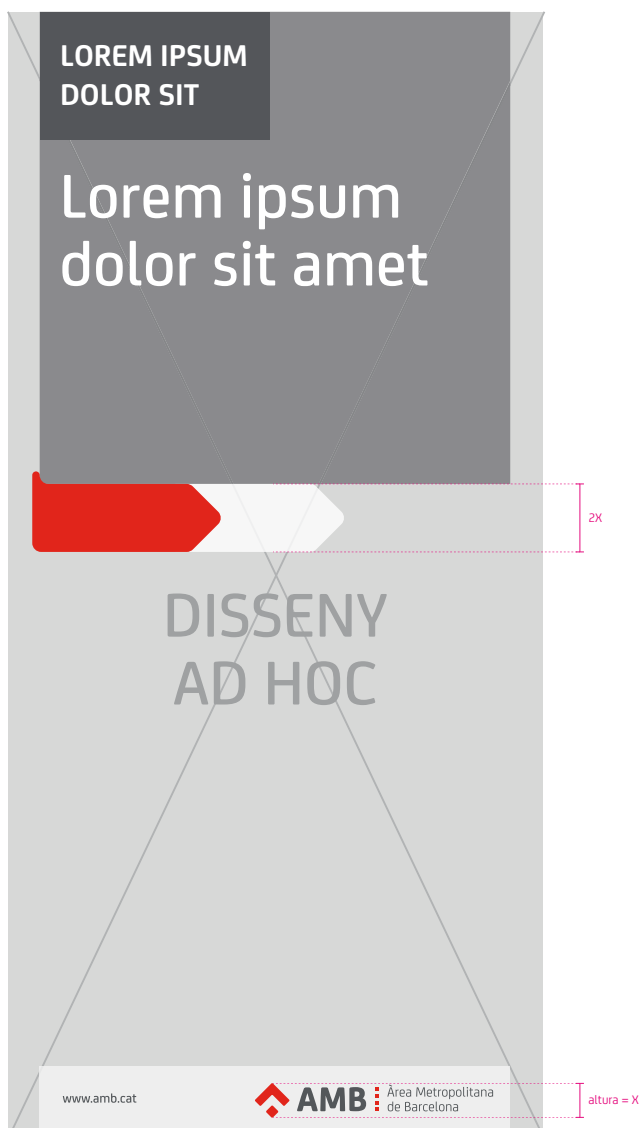 LOREM IPSUM
DOLOR SIT
Lorem ipsum
dolor sit amet
2X
DISSENY
AD HOC
www.amb.cat
AMB
Àrea Metropolitana
de Barcelona
altura = X